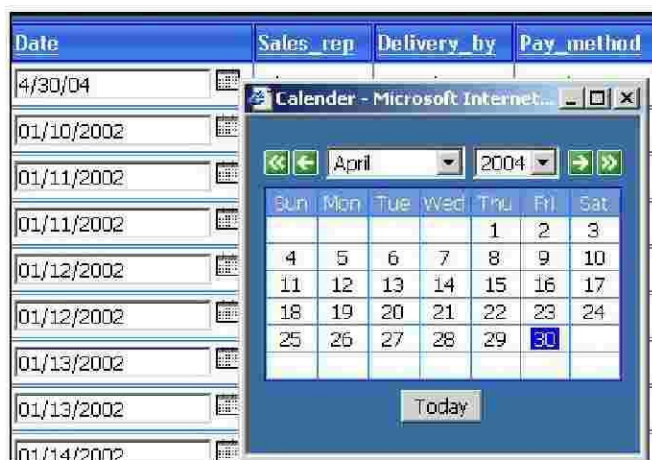 Date Sales_rep Delivery_by Pay_method
4/30/04
01/10/2002
01/11/2002
01/11/2002
01/12/2002
01/12/2002
01/13/2002
01/13/2002
01/14/2002
Calender - Microsoft Internet...
April 2004
Sun Mon Tue Wed Thu Fri Sat
1 2 3
4 5 6 7 8 9 10
11 12 13 14 15 16 17
18 19 20 21 22 23 24
25 26 27 28 29 30
Today